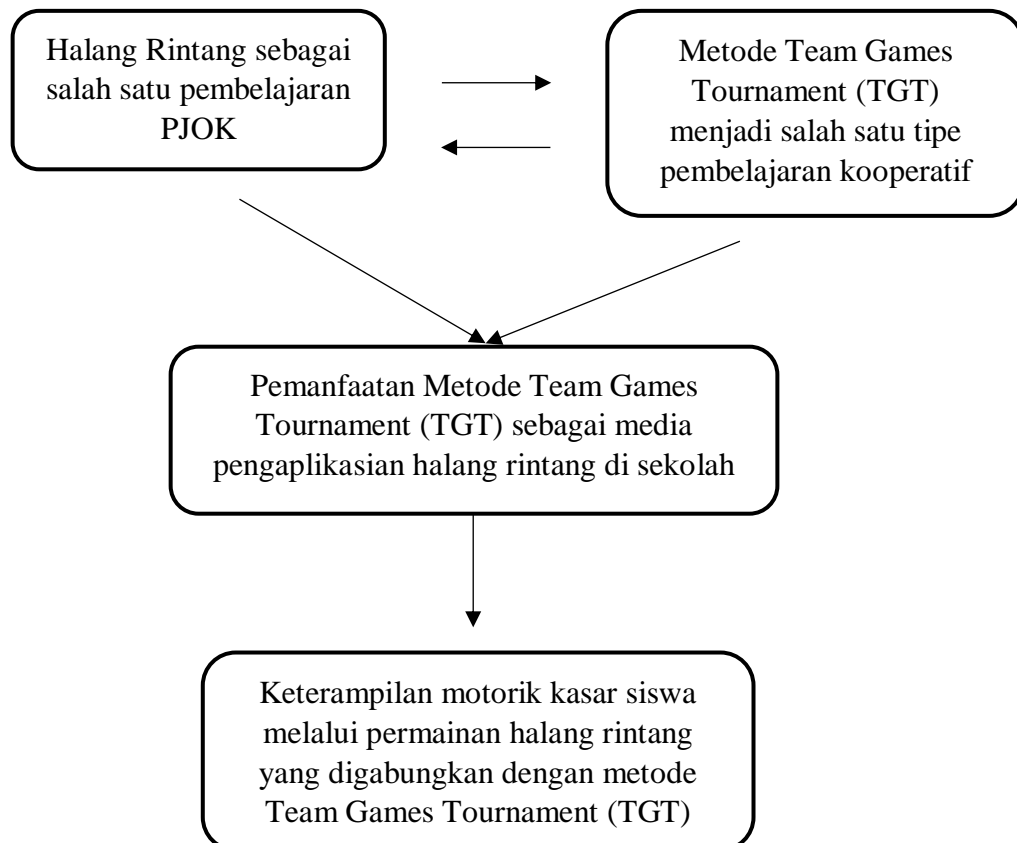 Halang Rintang sebagai
salah satu pembelajaran
PJOK
Metode Team Games
Tournament (TGT)
menjadi salah satu tipe
pembelajaran kooperatif
Pemanfaatan Metode Team Games
Tournament (TGT) sebagai media
pengaplikasian halang rintang di sekolah
Keterampilan motorik kasar siswa
melalui permainan halang rintang
yang digabungkan dengan metode
Team Games Tournament (TGT)